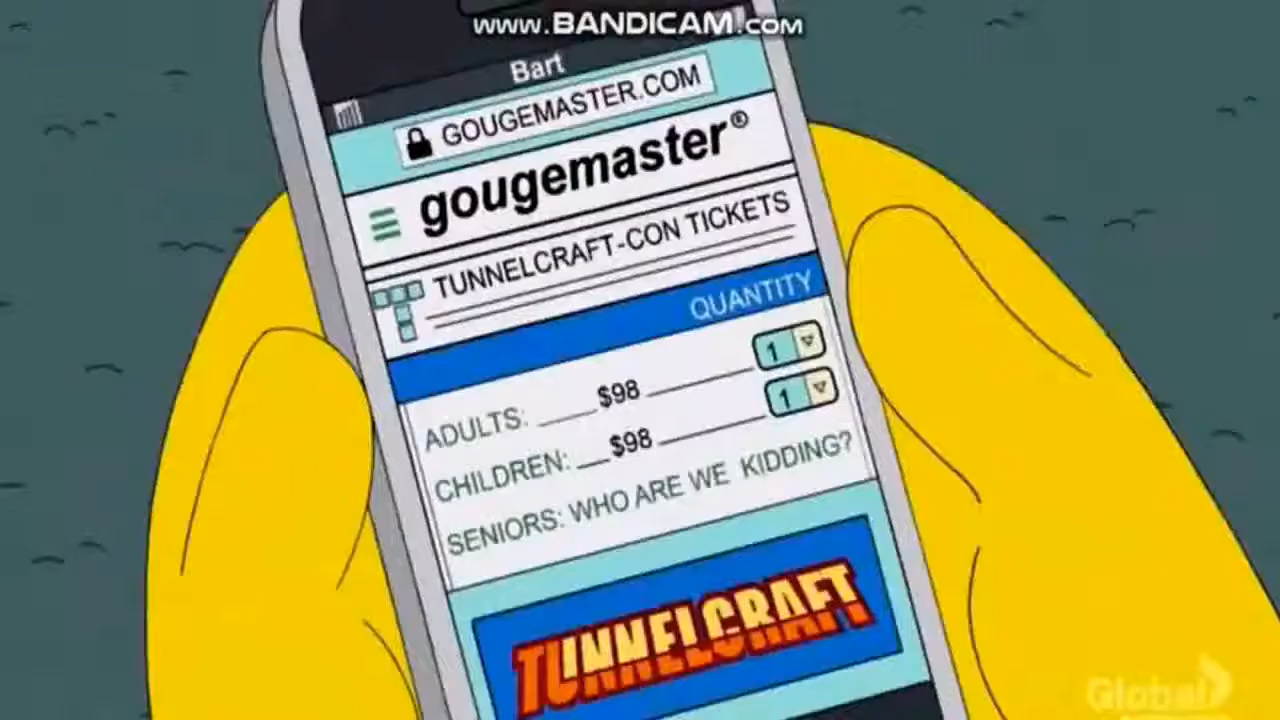 www.BANDICAM.com
Bart
GOUGEMASTER.COM
gougemaster®
TUNNELCRAFT-CON TICKETS
QUANTITY
ADULTS: $98 1
CHILDREN: $98 1
SENIORS: WHO ARE WE KIDDING?
TUNNELCRAFT
Global